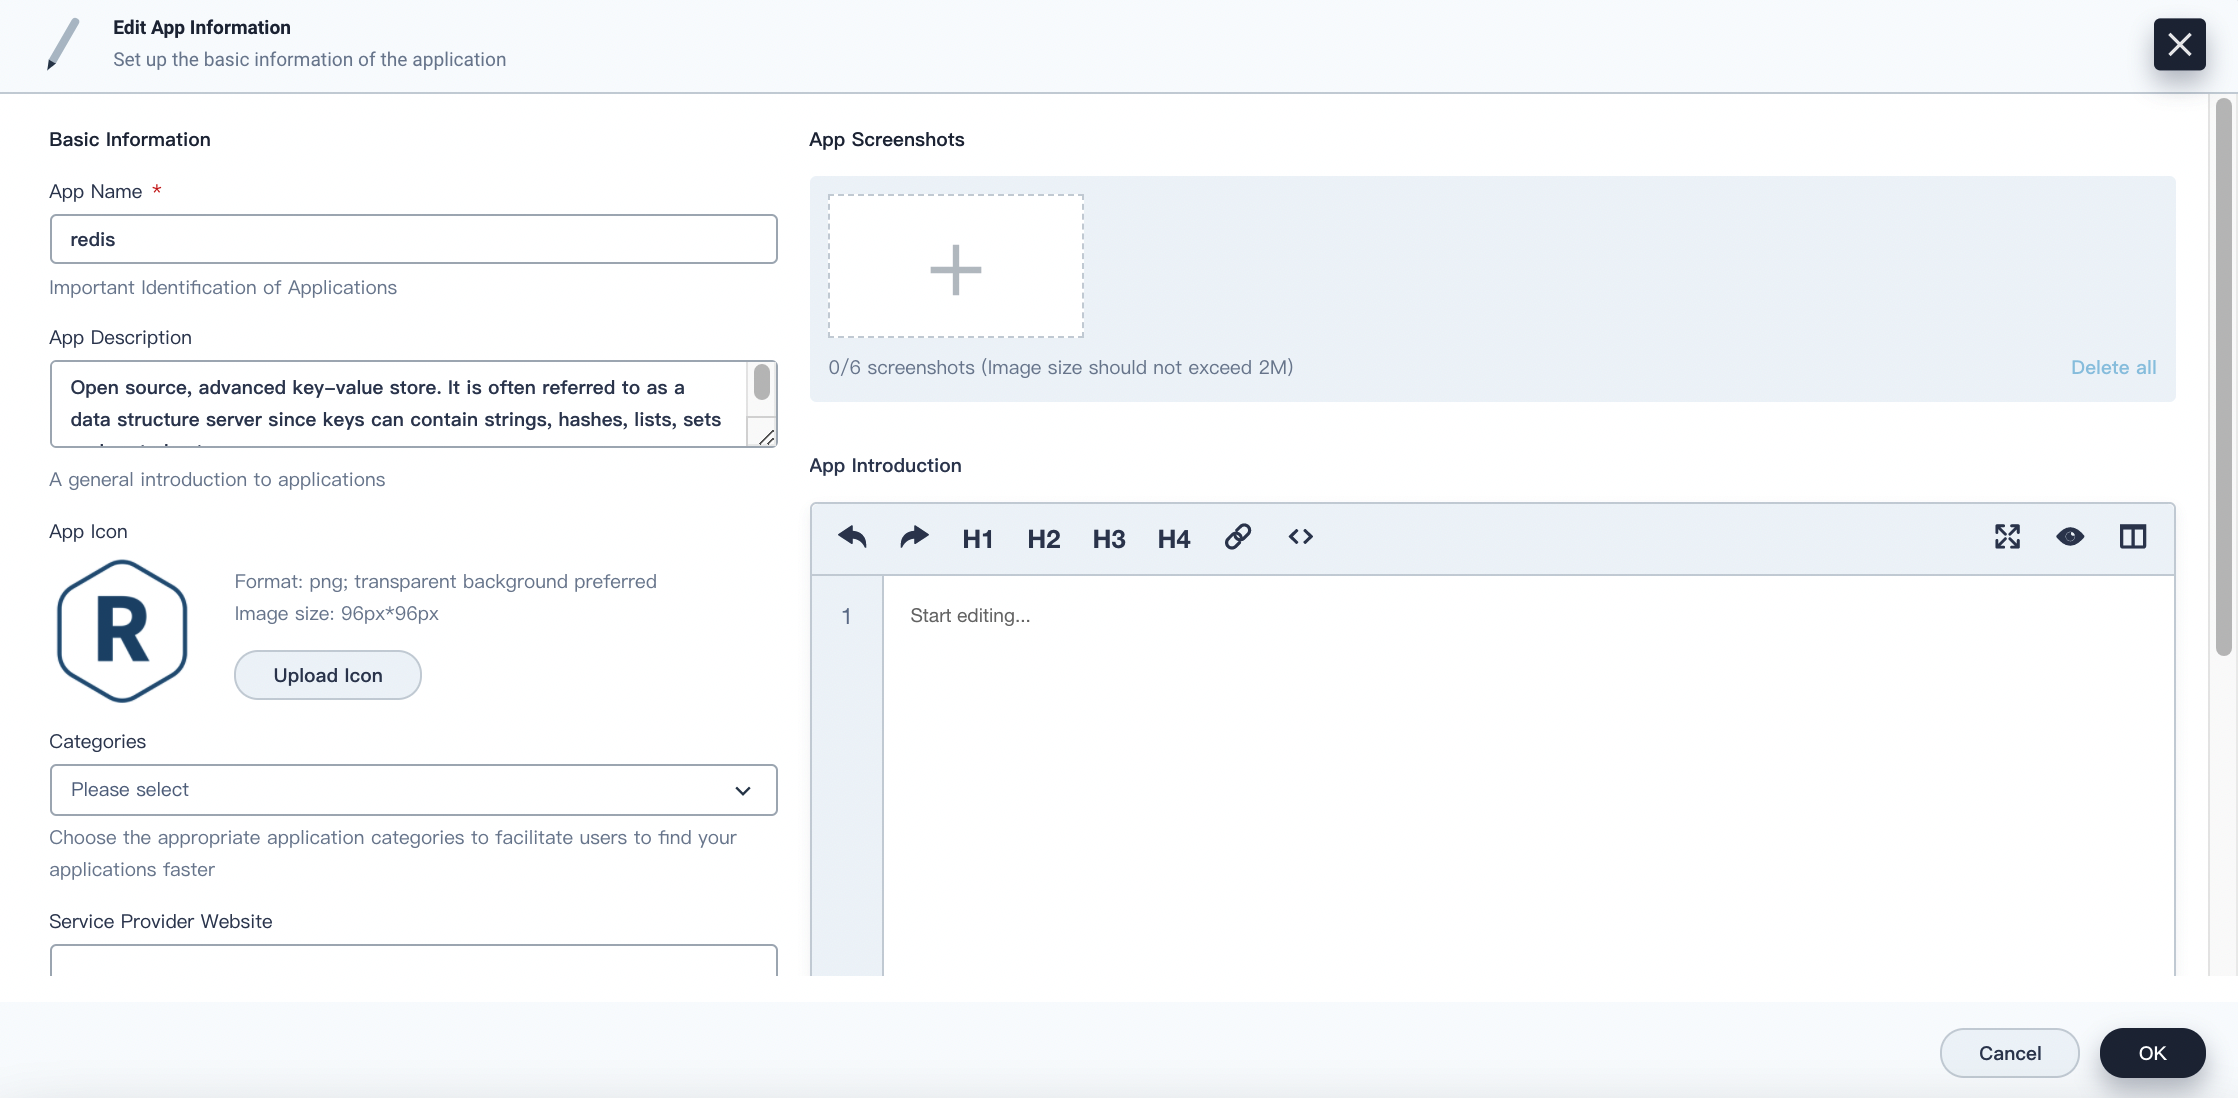 Edit App Information
Set up the basic information of the application
Basic Information
App Name *
redis
Important Identification of Applications
App Description
Open source, advanced key-value store. It is often referred to as a
data structure server since keys can contain strings, hashes, lists, sets
A general introduction to applications
App Icon
R
Format: png; transparent background preferred
Image size: 96px*96px
Upload Icon
Categories
Please select
Choose the appropriate application categories to facilitate users to find your
applications faster
Service Provider Website
App Screenshots
0/6 screenshots (Image size should not exceed 2M)
Delete all
App Introduction
H1 H2 H3 H4
1
Start editing...
Cancel
OK